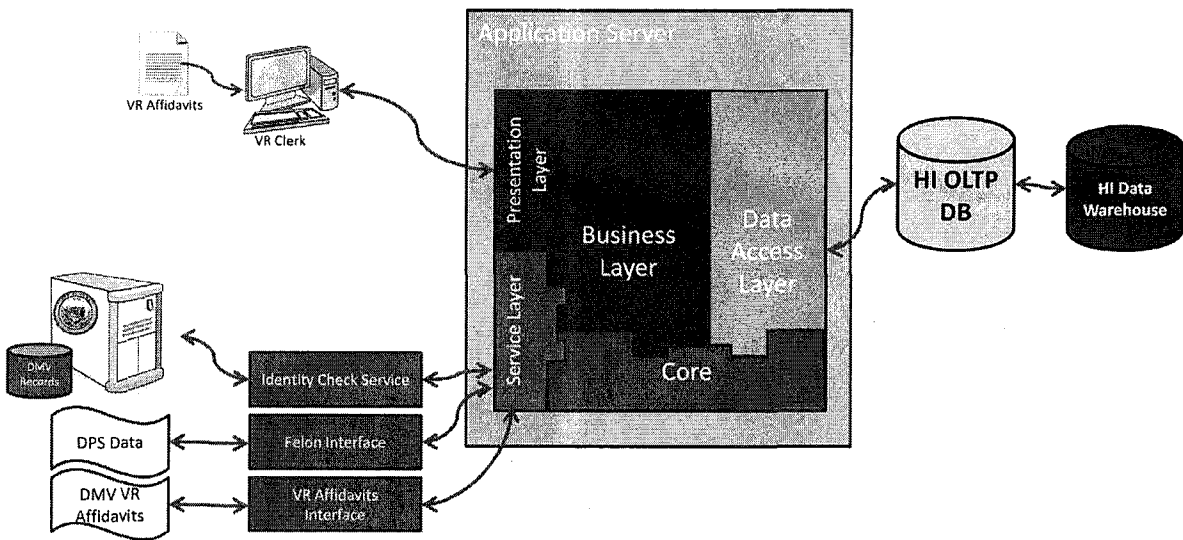 Application Server
VR Affidavits
VR Clerk
Presentation
Layer
Business
Layer
Data
Access
Layer
Service Layer
Core
HI OLTP
DB
HI Data
Warehouse
DMV
Records
Identity Check Service
DPS Data
Felon Interface
DMV VR
Affidavits
VR Affidavits
Interface